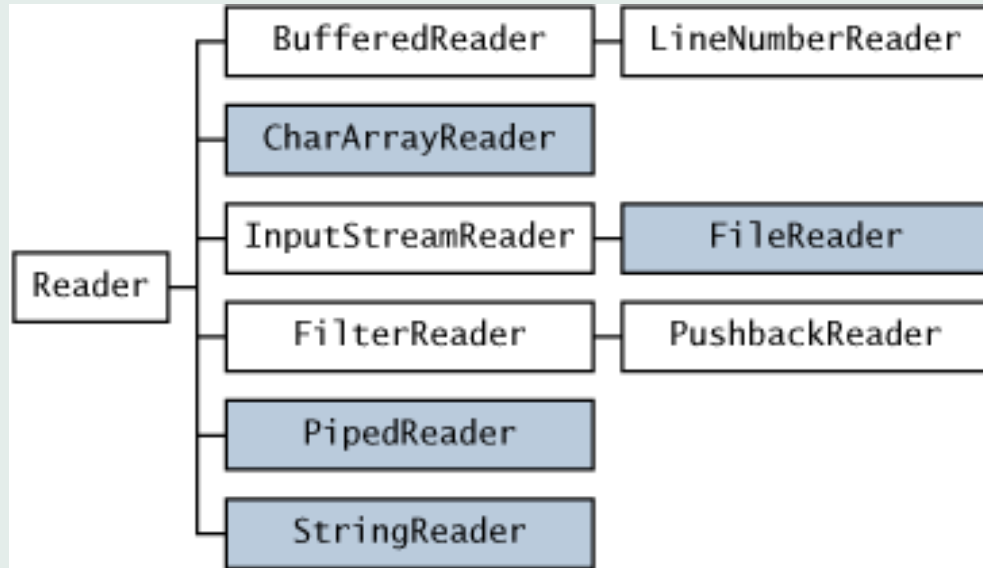 BufferedReader LineNumberReader
CharArrayReader
InputStreamReader FileReader
Reader
FilterReader PushbackReader
PipedReader
StringReader